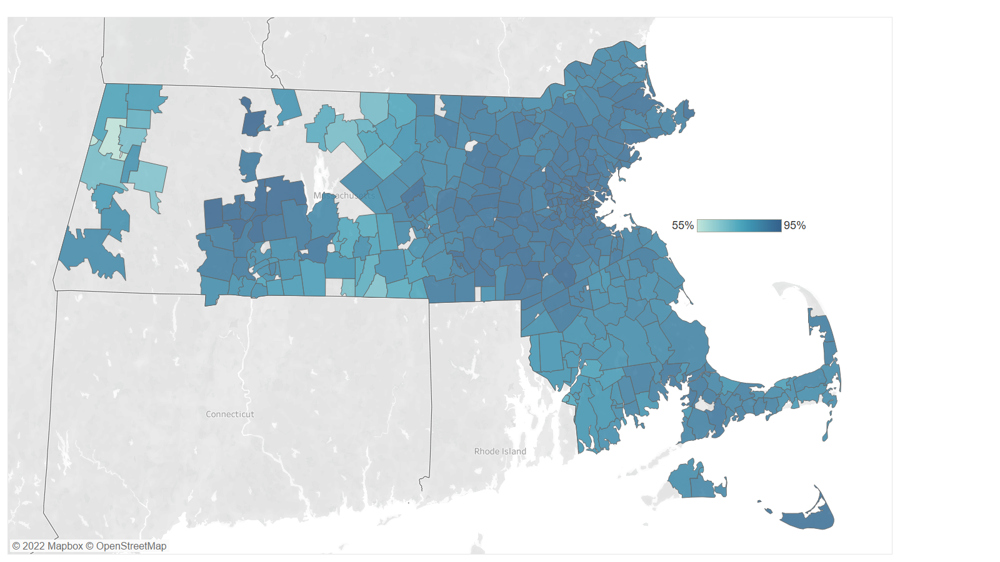 Massachusetts
55%
95%
Connecticut
Rhode Island
© 2022 Mapbox © OpenStreetMap